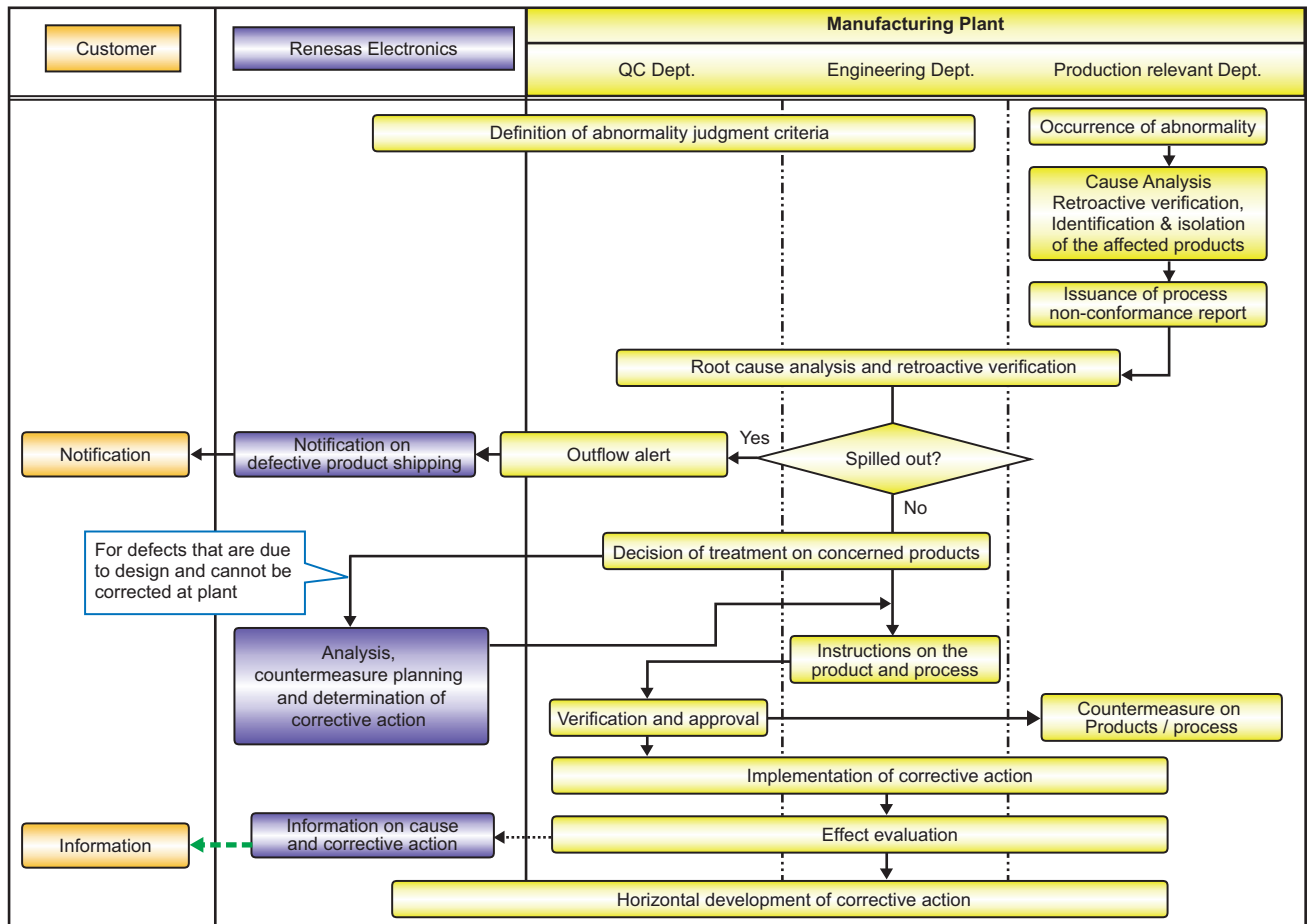 Customer
Renesas Electronics
Manufacturing Plant
QC Dept.
Engineering Dept.
Production relevant Dept.
Definition of abnormality judgment criteria
Occurrence of abnormality
Cause Analysis
Retroactive verification,
Identification & isolation
of the affected products
Issuance of process
non-conformance report
Root cause analysis and retroactive verification
Notification
Notification on
defective product shipping
Outflow alert
Yes
Spilled out?
No
For defects that are due
to design and cannot be
corrected at plant
Decision of treatment on concerned products
Analysis,
countermeasure planning
and determination of
corrective action
Instructions on the
product and process
Verification and approval
Countermeasure on
Products / process
Implementation of corrective action
Information
Information on cause
and corrective action
Effect evaluation
Horizontal development of corrective action